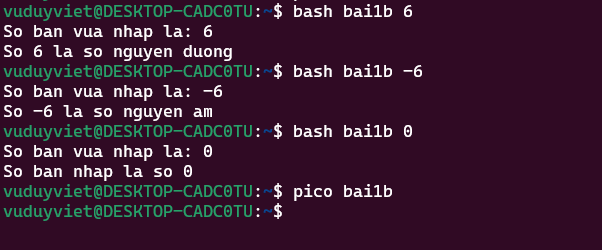 vuduyviet@DESKTOP-CADC0TU:~$ bash bai1b 6
So ban vua nhap la: 6
So 6 la so nguyen duong
vuduyviet@DESKTOP-CADC0TU:~$ bash bai1b -6
So ban vua nhap la: -6
So -6 la so nguyen am
vuduyviet@DESKTOP-CADC0TU:~$ bash bai1b 0
So ban vua nhap la: 0
So ban nhap la so 0
vuduyviet@DESKTOP-CADC0TU:~$ pico bai1b
vuduyviet@DESKTOP-CADC0TU:~$